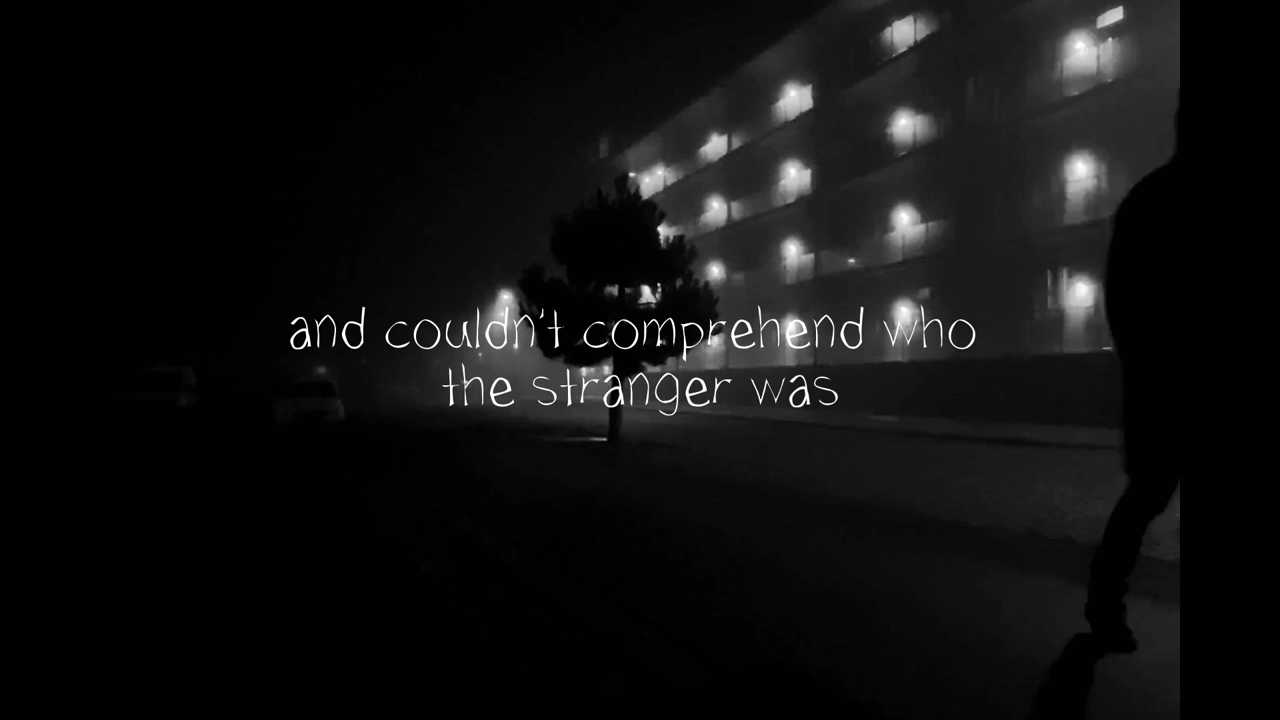 and couldn't comprehend who
the stranger was